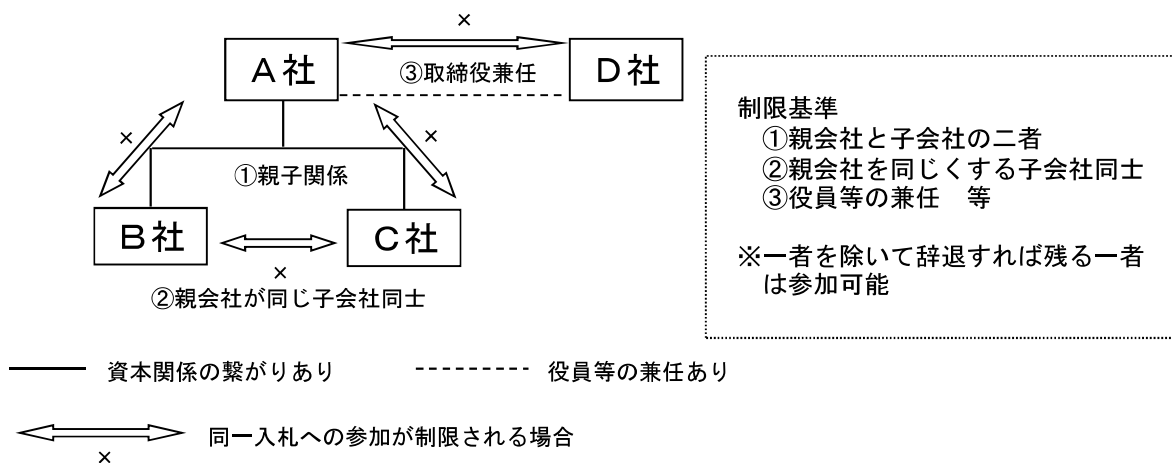 ×
A社
③取締役兼任
D社
×
×
①親子関係
B社
C社
×
②親会社が同じ子会社同士
制限基準
①親会社と子会社の二者
②親会社を同じくする子会社同士
③役員等の兼任　等
※一者を除いて辞退すれば残る一者
は参加可能
資本関係の繋がりあり
役員等の兼任あり
同一入札への参加が制限される場合
×